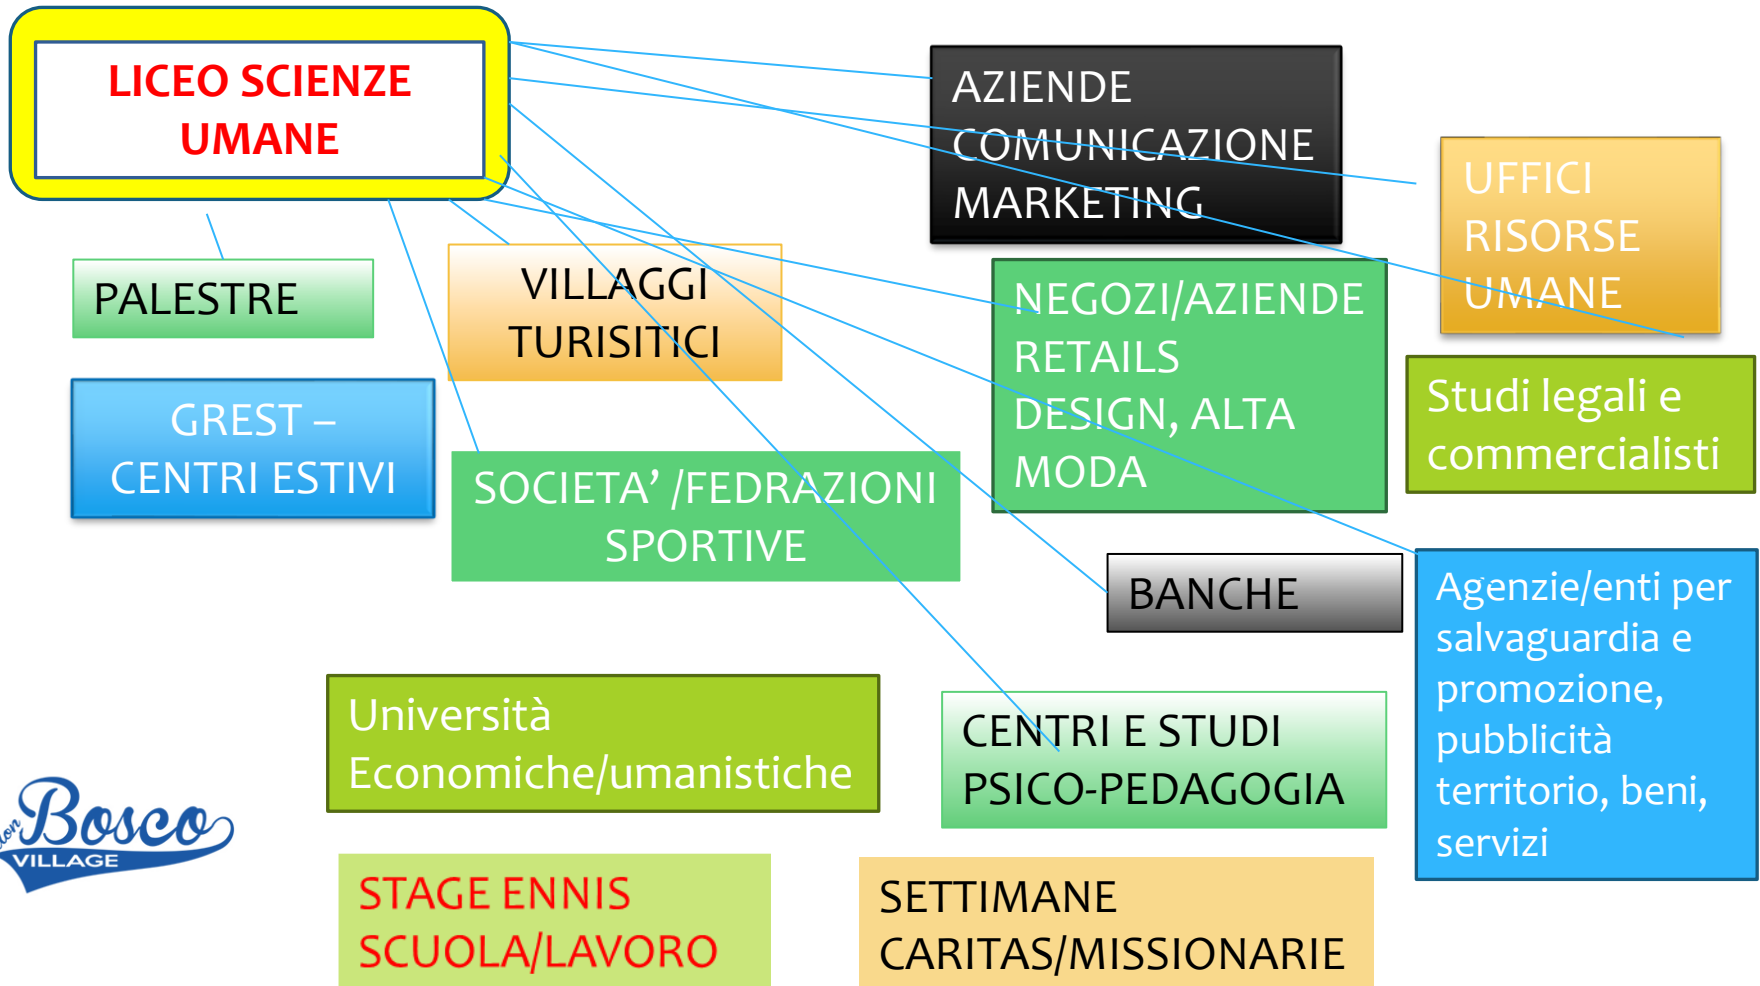 LICEO SCIENZE
UMANE
AZIENDE
COMUNICAZIONE
MARKETING
UFFICI
RISORSE
UMANE
PALESTRE
VILLAGGI
TURISITICI
NEGOZI/AZIENDE
RETAILS
DESIGN, ALTA
MODA
Studi legali e
commercialisti
GREST –
CENTRI ESTIVI
SOCIETA’ /FEDRAZIONI
SPORTIVE
BANCHE
Agenzie/enti per
salvaguardia e
promozione,
pubblicità
territorio, beni,
servizi
Università
Economiche/umanistiche
CENTRI E STUDI
PSICO-PEDAGOGIA
don Bosco
VILLAGE
STAGE ENNIS
SCUOLA/LAVORO
SETTIMANE
CARITAS/MISSIONARIE